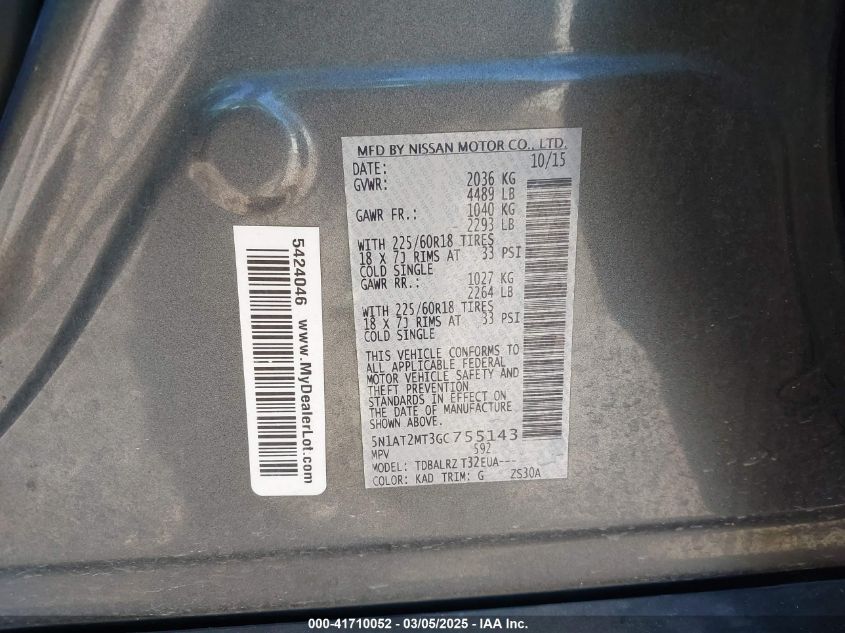 MFD BY NISSAN MOTOR CO., LTD.
DATE: 10/15
GVWR: 2036 KG
4489 LB
GAWR FR.: 1040 KG
2293 LB
WITH 225/60R18 TIRES
18 X 7J RIMS AT 33 PSI
COLD SINGLE
GAWR RR.: 1027 KG
2264 LB
WITH 225/60R18 TIRES
18 X 7J RIMS AT 33 PSI
COLD SINGLE
THIS VEHICLE CONFORMS TO
ALL APPLICABLE FEDERAL
MOTOR VEHICLE SAFETY AND
THEFT PREVENTION
STANDARDS IN EFFECT ON
THE DATE OF MANUFACTURE
SHOWN ABOVE.
5N1AT2MT3GC755143
MPV 592
MODEL: TDBALRZ T32EUA---
COLOR: KAD TRIM: G ZS30A
5424046 www.MyDealerLot.com
000-41710052 - 03/05/2025 - IAA Inc.